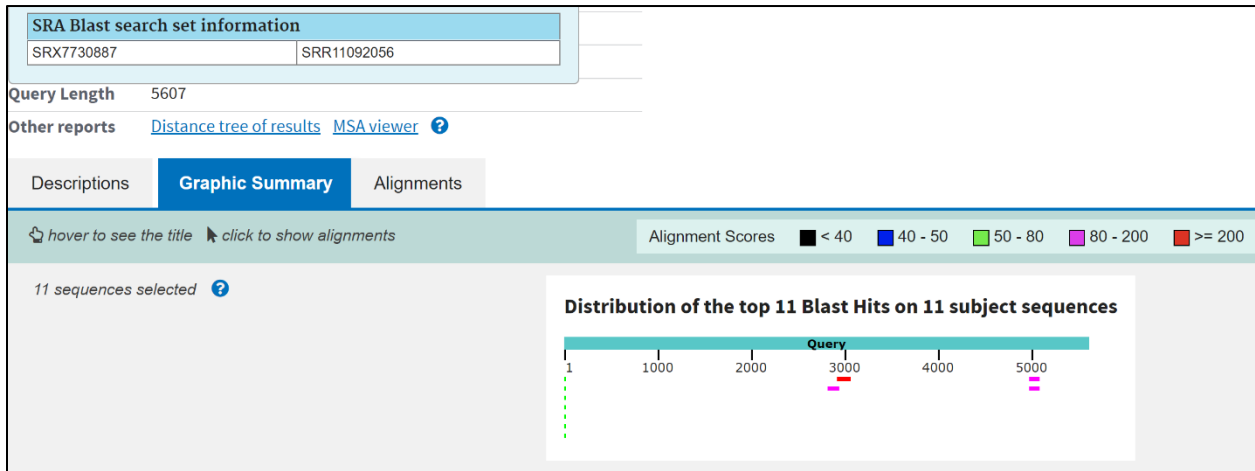 SRA Blast search set information
SRX7730887 SRR11092056
Query Length 5607
Other reports Distance tree of results MSA viewer ?
Descriptions Graphic Summary Alignments
hover to see the title click to show alignments Alignment Scores < 40 40 - 50 50 - 80 80 - 200 >= 200
11 sequences selected ?
Distribution of the top 11 Blast Hits on 11 subject sequences
Query
1 1000 2000 3000 4000 5000